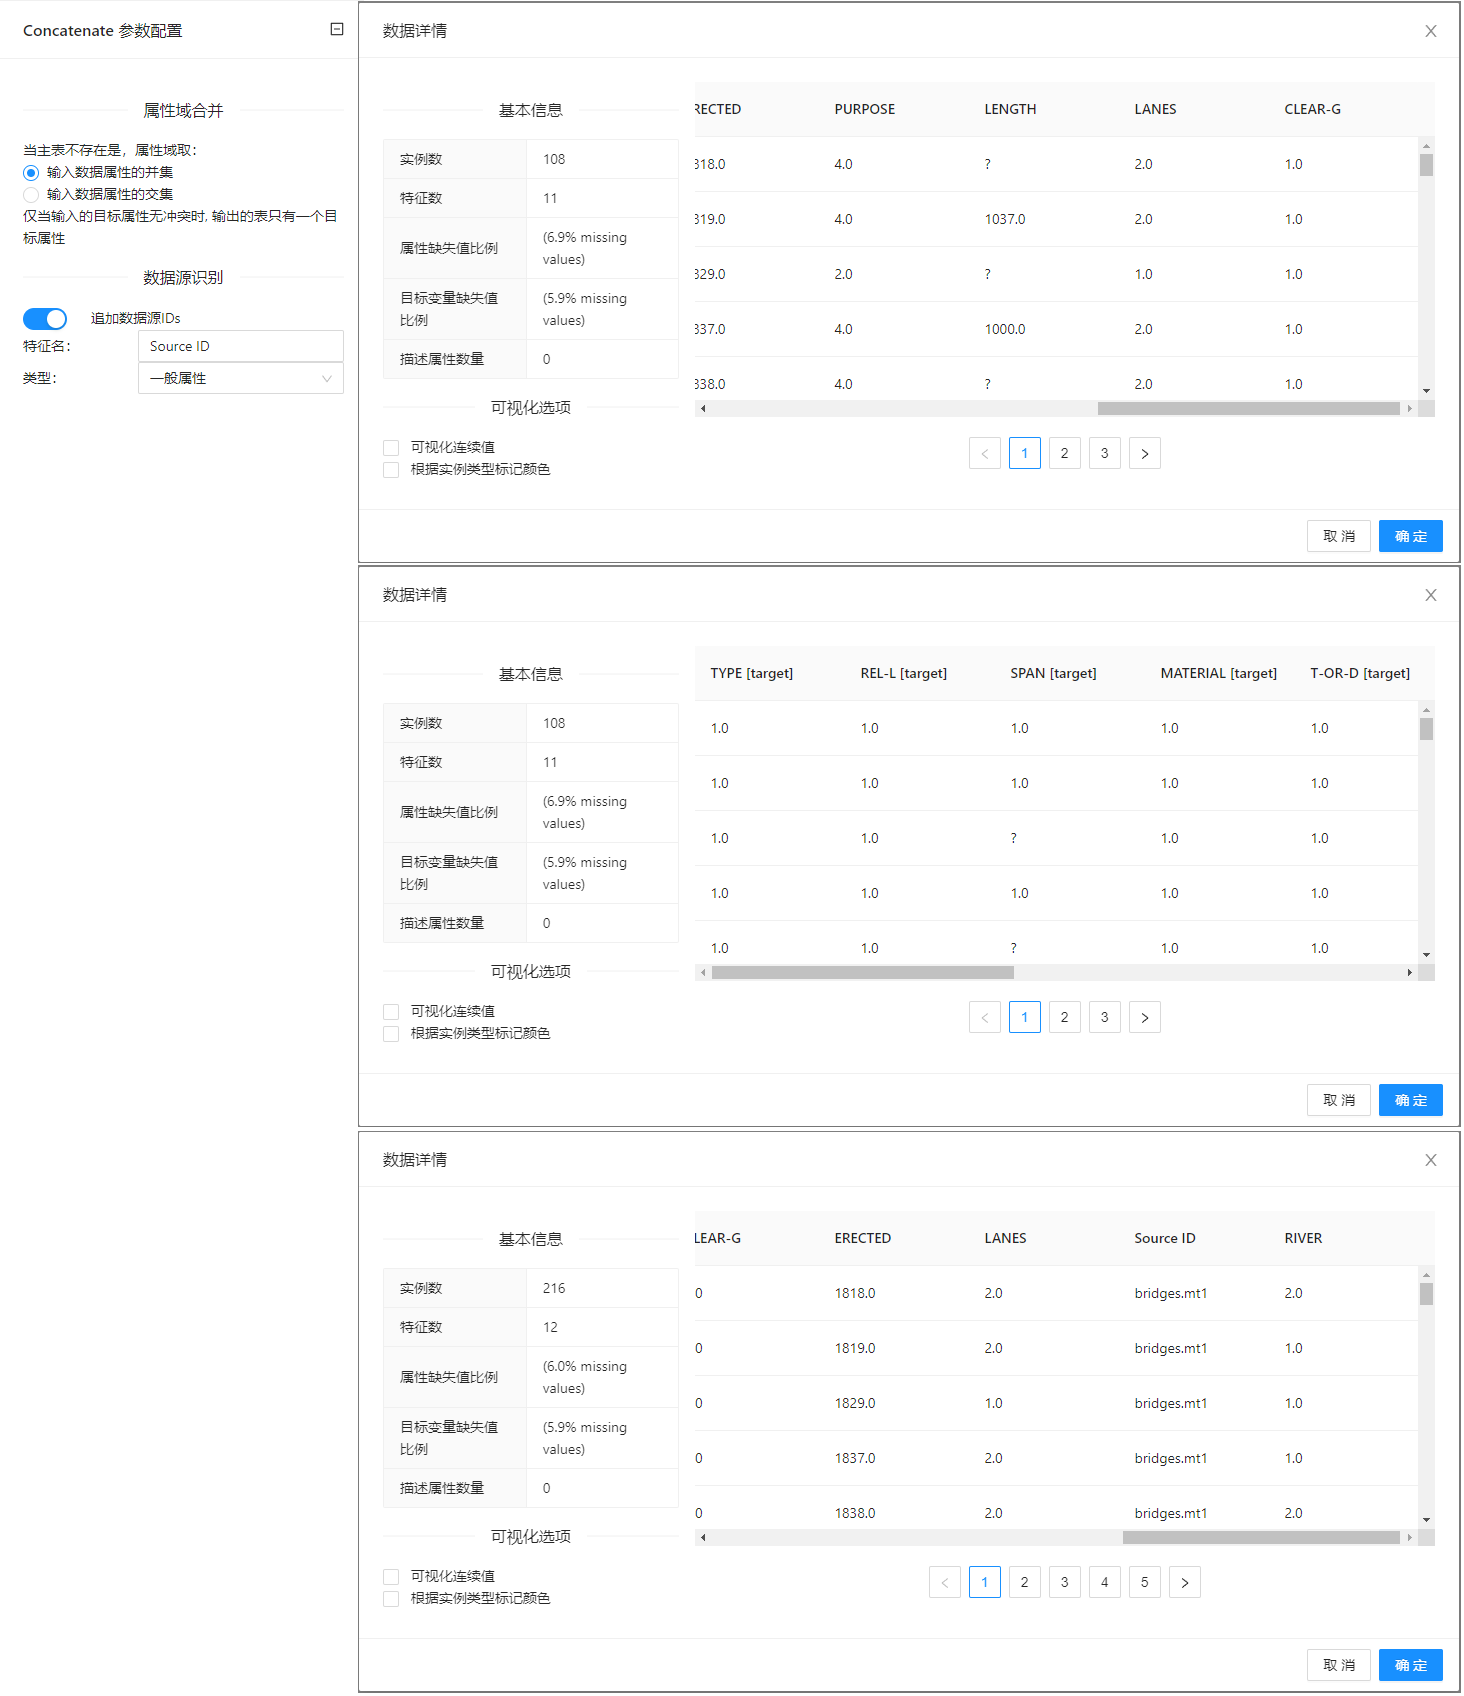 Concatenate 参数配置
属性域合并
当主表不存在是，属性域取：
输入数据属性的并集
输入数据属性的交集
仅当输入的目标属性无冲突时, 输出的表只有一个目
标属性
数据源识别
追加数据源IDs
特征名：
Source ID
类型：
一般属性
数据详情
基本信息
实例数 108
特征数 11
属性缺失值比例 (6.9% missing
values)
目标变量缺失值
比例
(5.9% missing
values)
描述属性数量 0
可视化选项
可视化连续值
根据实例类型标记颜色
RECTED PURPOSE LENGTH LANES CLEAR-G
818.0 4.0 ? 2.0 1.0
819.0 4.0 1037.0 2.0 1.0
829.0 2.0 ? 1.0 1.0
837.0 4.0 1000.0 2.0 1.0
838.0 4.0 ? 2.0 1.0
1 2 3
取 消 确 定
数据详情
基本信息
实例数 108
特征数 11
属性缺失值比例 (6.9% missing
values)
目标变量缺失值
比例
(5.9% missing
values)
描述属性数量 0
可视化选项
可视化连续值
根据实例类型标记颜色
TYPE [target] REL-L [target] SPAN [target] MATERIAL [target] T-OR-D [target]
1.0 1.0 1.0 1.0 1.0
1.0 1.0 1.0 1.0 1.0
1.0 1.0 ? 1.0 1.0
1.0 1.0 1.0 1.0 1.0
1.0 1.0 ? 1.0 1.0
1 2 3
取 消 确 定
数据详情
基本信息
实例数 216
特征数 12
属性缺失值比例 (6.0% missing
values)
目标变量缺失值
比例
(5.9% missing
values)
描述属性数量 0
可视化选项
可视化连续值
根据实例类型标记颜色
LEAR-G ERECTED LANES Source ID RIVER
0 1818.0 2.0 bridges.mt1 2.0
0 1819.0 2.0 bridges.mt1 1.0
0 1829.0 1.0 bridges.mt1 1.0
0 1837.0 2.0 bridges.mt1 1.0
0 1838.0 2.0 bridges.mt1 2.0
1 2 3 4 5
取 消 确 定